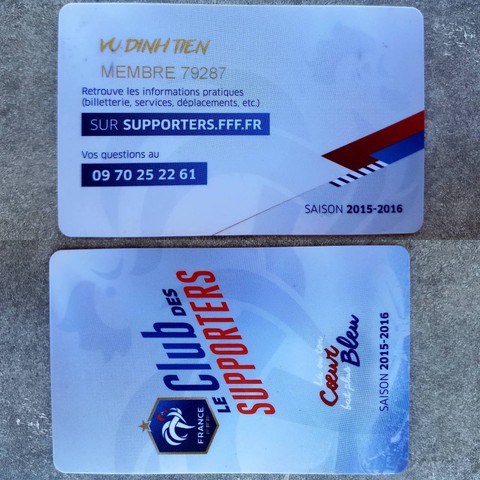 VU DINH TIEN
MEMBRE 79287
Retrouve les informations pratiques
(billetterie, services, déplacements, etc.)
SUR SUPPORTERS.FFF.FR
Vos questions au
09 70 25 22 61
SAISON 2015-2016
LE Club DES
SUPPORTERS
FRANCE
Cœur
bat plus Bleu
SAISON 2015-2016